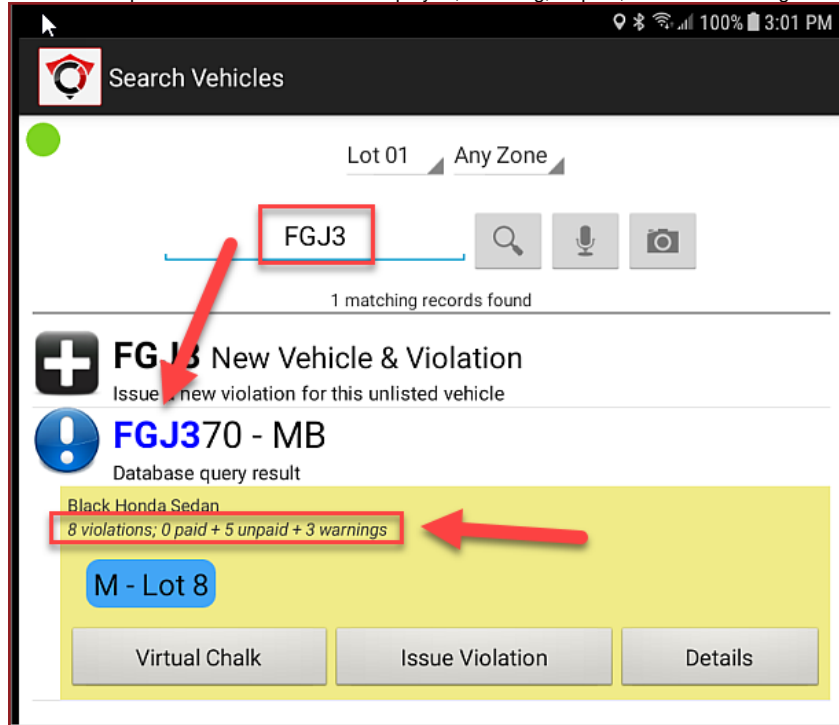 100% 3:01 PM
Search Vehicles
Lot 01 Any Zone
FGJ3
1 matching records found
FGJ3 New Vehicle & Violation
Issue new violation for this unlisted vehicle
FGJ370 - MB
Database query result
Black Honda Sedan
8 violations; 0 paid + 5 unpaid + 3 warnings
M - Lot 8
Virtual Chalk Issue Violation Details